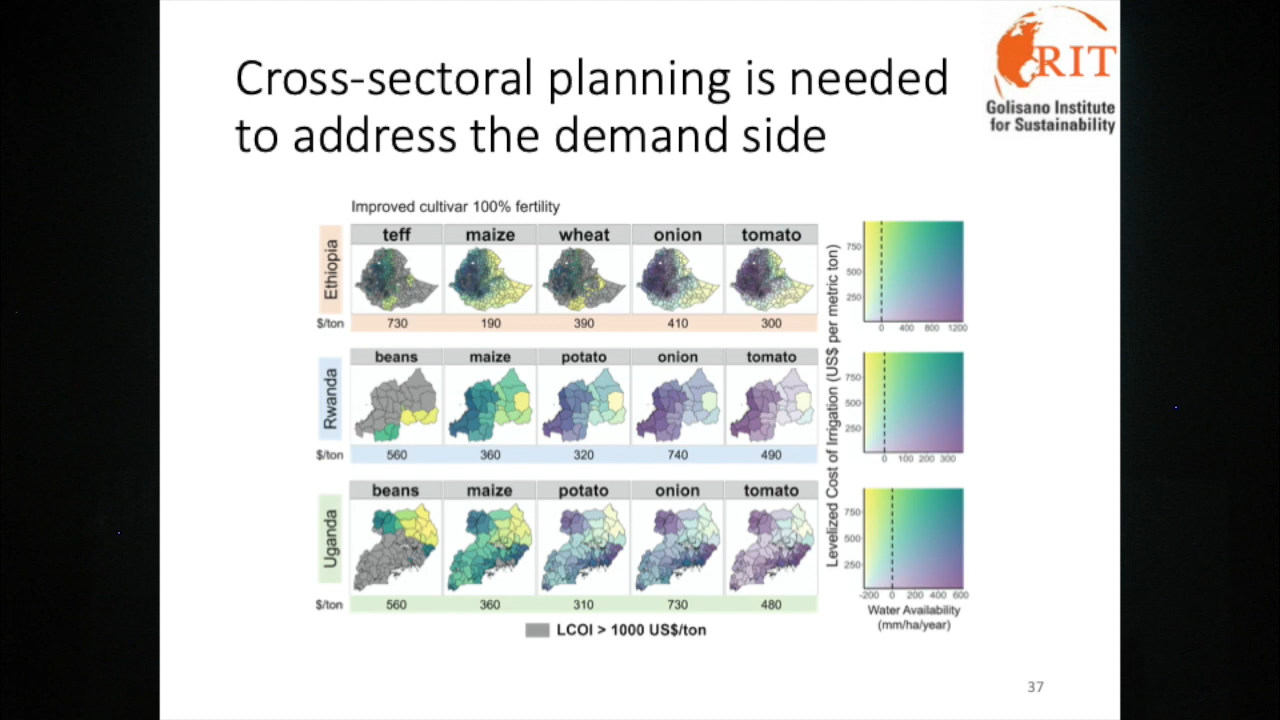 RIT
Golisano Institute
for Sustainability
Cross-sectoral planning is needed
to address the demand side
Improved cultivar 100% fertility
Ethiopia
teff maize wheat onion tomato
$/ton 730 190 390 410 300
Rwanda
beans maize potato onion tomato
$/ton 560 360 320 740 490
Uganda
beans maize potato onion tomato
$/ton 560 360 310 730 480
LCOI > 1000 US$/ton
Levelized Cost of Irrigation (US$ per metric ton)
750
500
250
0 400 800 1200
750
500
250
0 100 200 300
750
500
250
-200 0 200 400 600
Water Availability
(mm/ha/year)
37